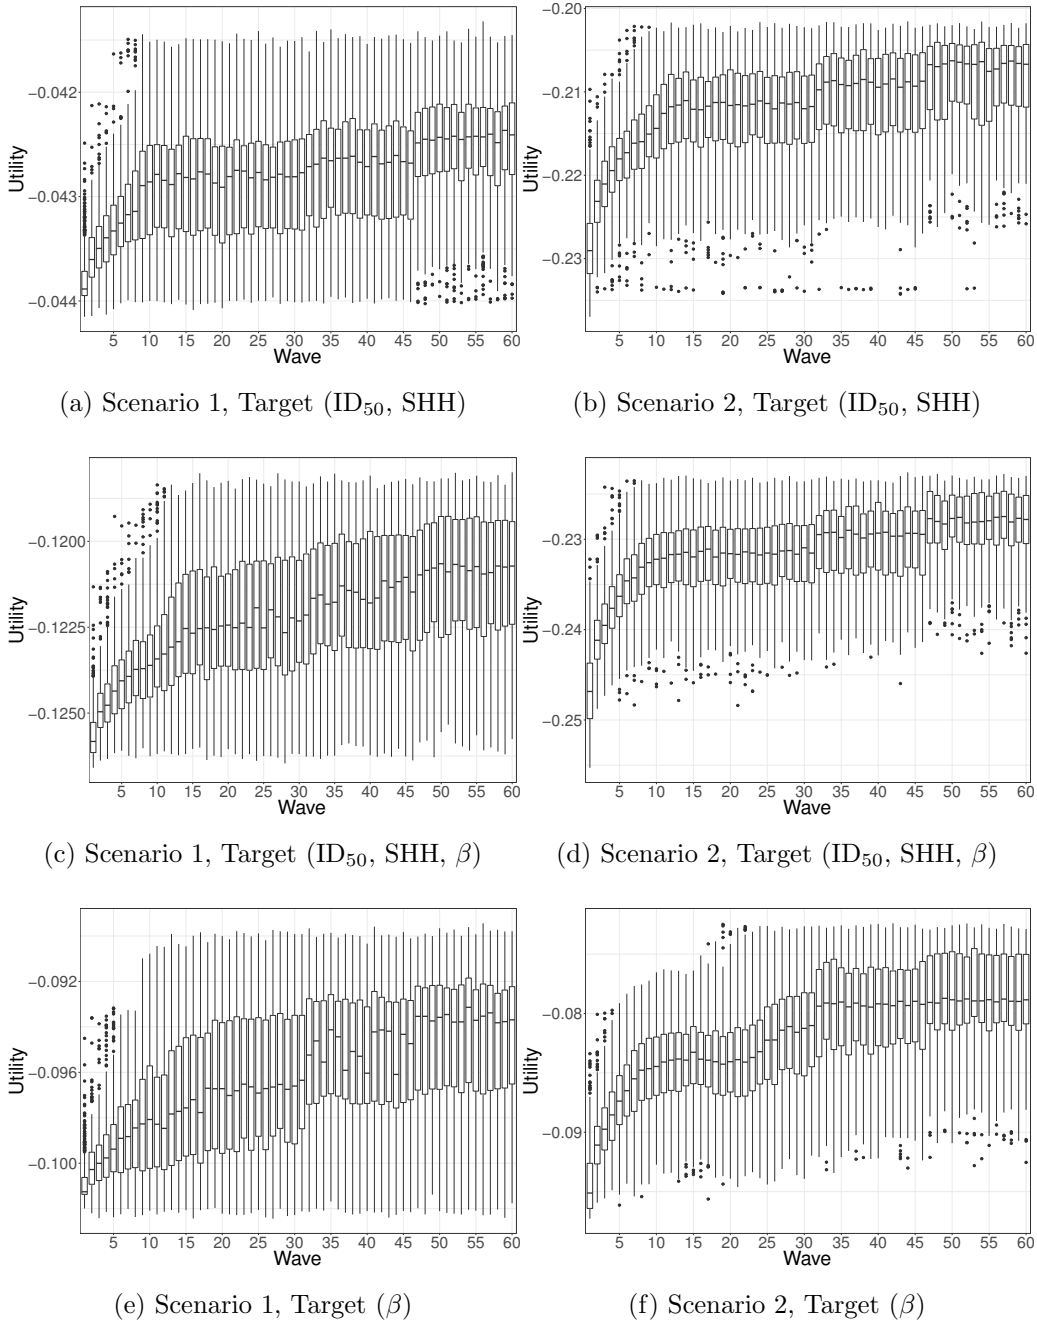 −0.042
−0.043
−0.044
Utility
5 10 15 20 25 30 35 40 45 50 55 60
Wave
(a) Scenario 1, Target (ID₅₀, SHH)
−0.20
−0.21
−0.22
−0.23
Utility
5 10 15 20 25 30 35 40 45 50 55 60
Wave
(b) Scenario 2, Target (ID₅₀, SHH)
−0.1200
−0.1225
−0.1250
Utility
5 10 15 20 25 30 35 40 45 50 55 60
Wave
(c) Scenario 1, Target (ID₅₀, SHH, β)
−0.23
−0.24
−0.25
Utility
5 10 15 20 25 30 35 40 45 50 55 60
Wave
(d) Scenario 2, Target (ID₅₀, SHH, β)
−0.092
−0.096
−0.100
Utility
5 10 15 20 25 30 35 40 45 50 55 60
Wave
(e) Scenario 1, Target (β)
−0.08
−0.09
Utility
5 10 15 20 25 30 35 40 45 50 55 60
Wave
(f) Scenario 2, Target (β)